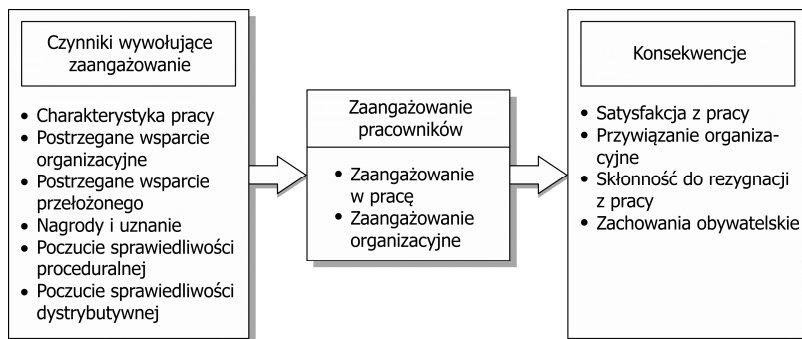 Czynniki wywołujące
zaangażowanie
• Charakterystyka pracy
• Postrzegane wsparcie
organizacyjne
• Postrzegane wsparcie
przełożonego
• Nagrody i uznanie
• Poczucie sprawiedliwości
proceduralnej
• Poczucie sprawiedliwości
dystrybutywnej
Zaangażowanie
pracowników
• Zaangażowanie
w pracę
• Zaangażowanie
organizacyjne
Konsekwencje
• Satysfakcja z pracy
• Przywiązanie organiza-
cyjne
• Skłonność do rezygnacji
z pracy
• Zachowania obywatelskie